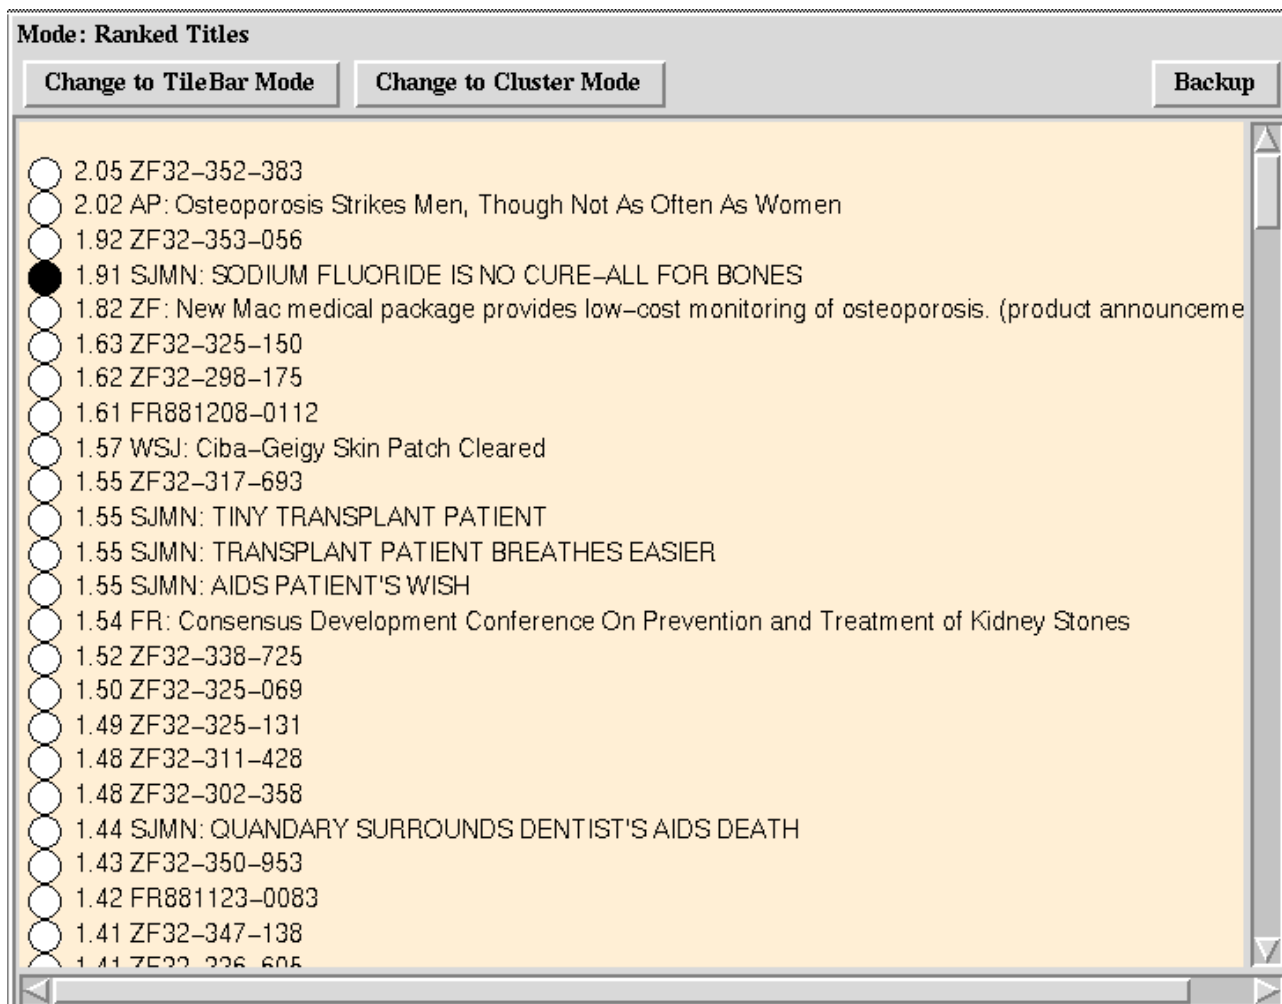 Mode: Ranked Titles
Change to TileBar Mode Change to Cluster Mode Backup
2.05 ZF32-352-383
2.02 AP: Osteoporosis Strikes Men, Though Not As Often As Women
1.92 ZF32-353-056
1.91 SJMN: SODIUM FLUORIDE IS NO CURE-ALL FOR BONES
1.82 ZF: New Mac medical package provides low-cost monitoring of osteoporosis. (product announceme
1.63 ZF32-325-150
1.62 ZF32-298-175
1.61 FR881208-0112
1.57 WSJ: Ciba-Geigy Skin Patch Cleared
1.55 ZF32-317-693
1.55 SJMN: TINY TRANSPLANT PATIENT
1.55 SJMN: TRANSPLANT PATIENT BREATHES EASIER
1.55 SJMN: AIDS PATIENT'S WISH
1.54 FR: Consensus Development Conference On Prevention and Treatment of Kidney Stones
1.52 ZF32-338-725
1.50 ZF32-325-069
1.49 ZF32-325-131
1.48 ZF32-311-428
1.48 ZF32-302-358
1.44 SJMN: QUANDARY SURROUNDS DENTIST'S AIDS DEATH
1.43 ZF32-350-953
1.42 FR881123-0083
1.41 ZF32-347-138
1.41